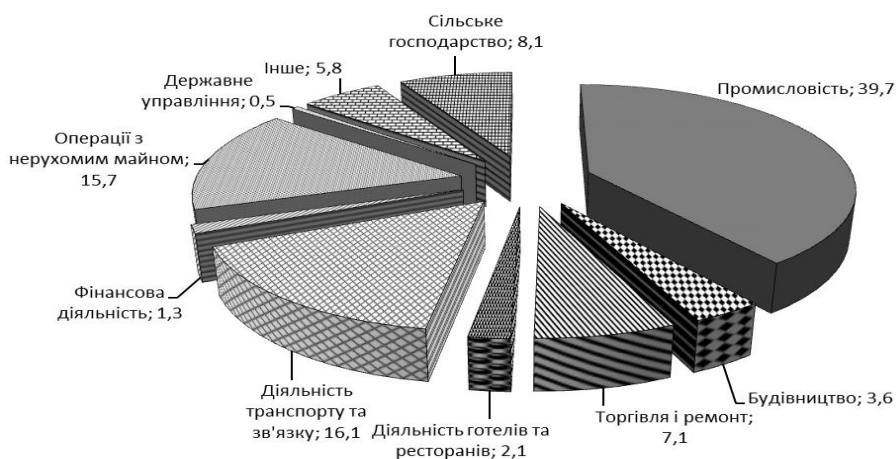 Сільське
господарство; 8,1
Промисловість; 39,7
Будівництво; 3,6
Торгівля і ремонт;
7,1
Діяльність готелів та
ресторанів; 2,1
Діяльність
транспорту та
зв'язку; 16,1
Фінансова
діяльність; 1,3
Операції з
нерухомим майном;
15,7
Державне
управління; 0,5
Інше; 5,8